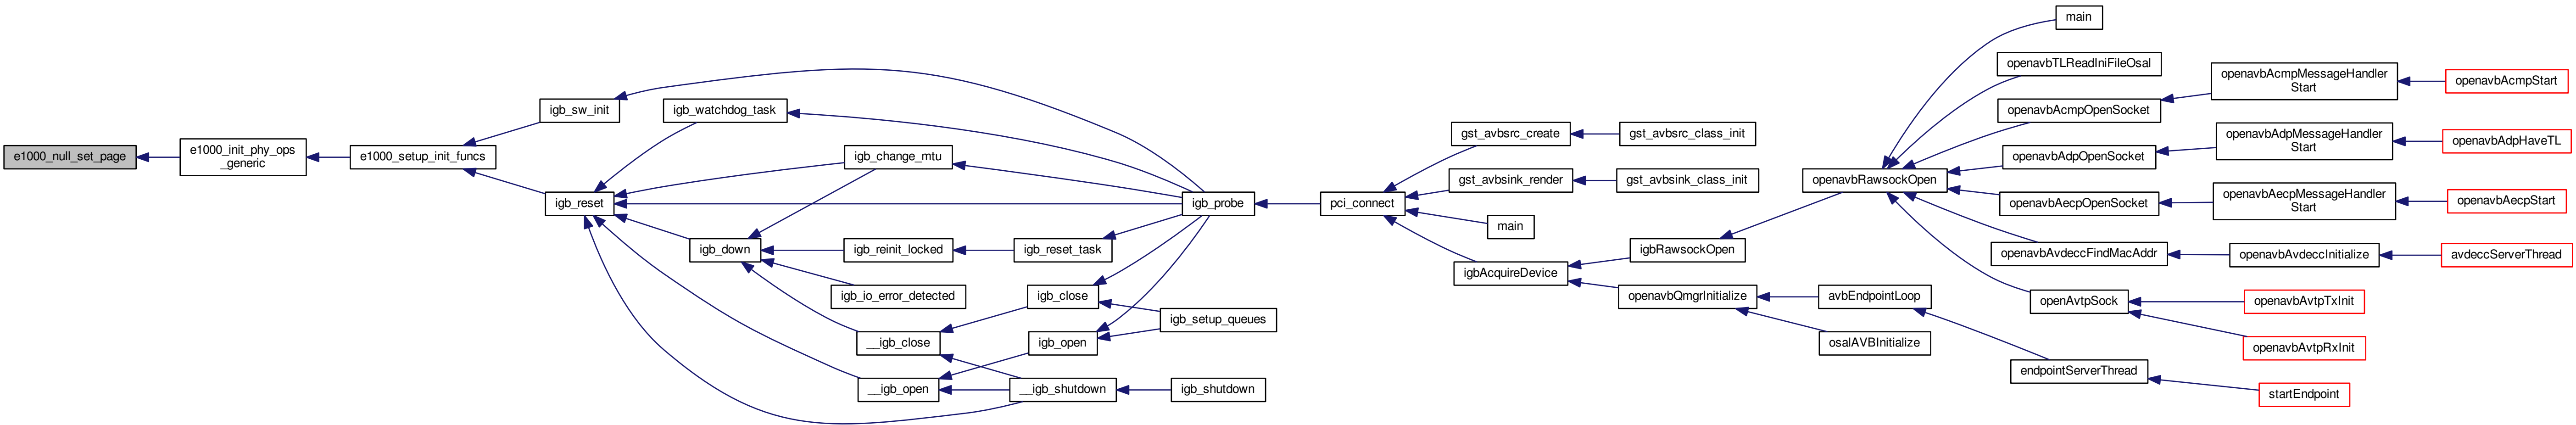 e1000_null_set_page
e1000_init_phy_ops
_generic
e1000_setup_init_funcs
igb_sw_init
igb_reset
igb_watchdog_task
igb_down
igb_change_mtu
igb_reinit_locked
igb_io_error_detected
__igb_close
__igb_open
igb_reset_task
igb_close
igb_open
__igb_shutdown
igb_probe
igb_setup_queues
igb_shutdown
pci_connect
gst_avbsrc_create
gst_avbsink_render
main
igbAcquireDevice
gst_avbsrc_class_init
gst_avbsink_class_init
igbRawsockOpen
openavbQmgrInitialize
openavbRawsockOpen
avbEndpointLoop
osalAVBInitialize
main
openavbTLReadIniFileOsal
openavbAcmpOpenSocket
openavbAdpOpenSocket
openavbAecpOpenSocket
openavbAvdeccFindMacAddr
openAvtpSock
endpointServerThread
openavbAcmpMessageHandler
Start
openavbAdpMessageHandler
Start
openavbAecpMessageHandler
Start
openavbAvdeccInitialize
openavbAvtpTxInit
openavbAvtpRxInit
startEndpoint
openavbAcmpStart
openavbAdpHaveTL
openavbAecpStart
avdeccServerThread